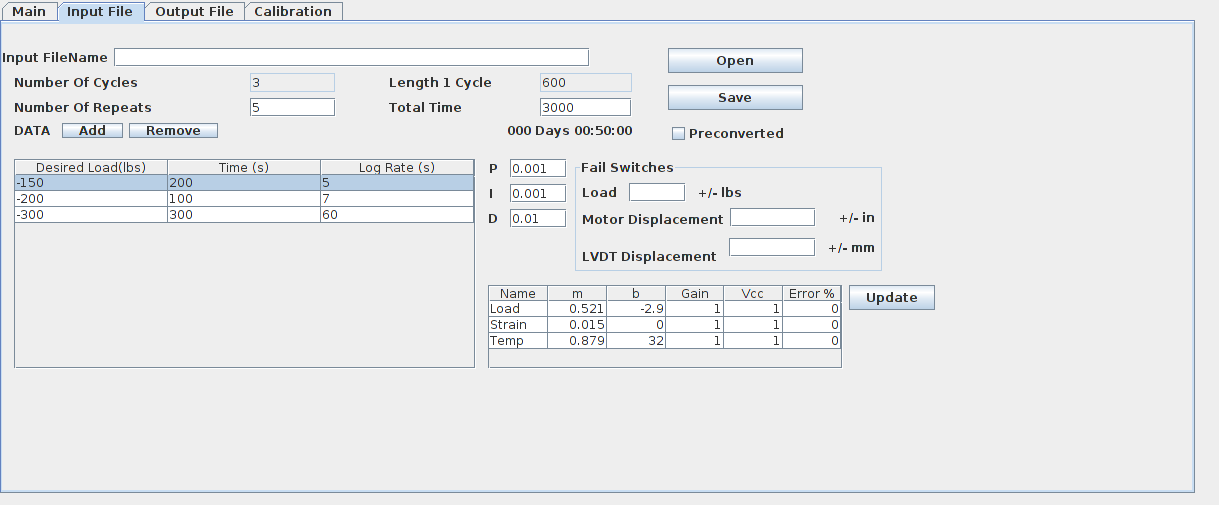 Main Input File Output File Calibration
Input FileName Open
Number Of Cycles 3 Length 1 Cycle 600
Save
Number Of Repeats 5 Total Time 3000
DATA Add Remove 000 Days 00:50:00 Preconverted
Desired Load(lbs) Time (s) Log Rate (s)
-150 200 5
-200 100 7
-300 300 60
P 0.001
I 0.001
D 0.01
Fail Switches
Load +/- lbs
Motor Displacement +/- in
LVDT Displacement +/- mm
Name m b Gain Vcc Error %
Load 0.521 -2.9 1 1 0
Strain 0.015 0 1 1 0
Temp 0.879 32 1 1 0
Update